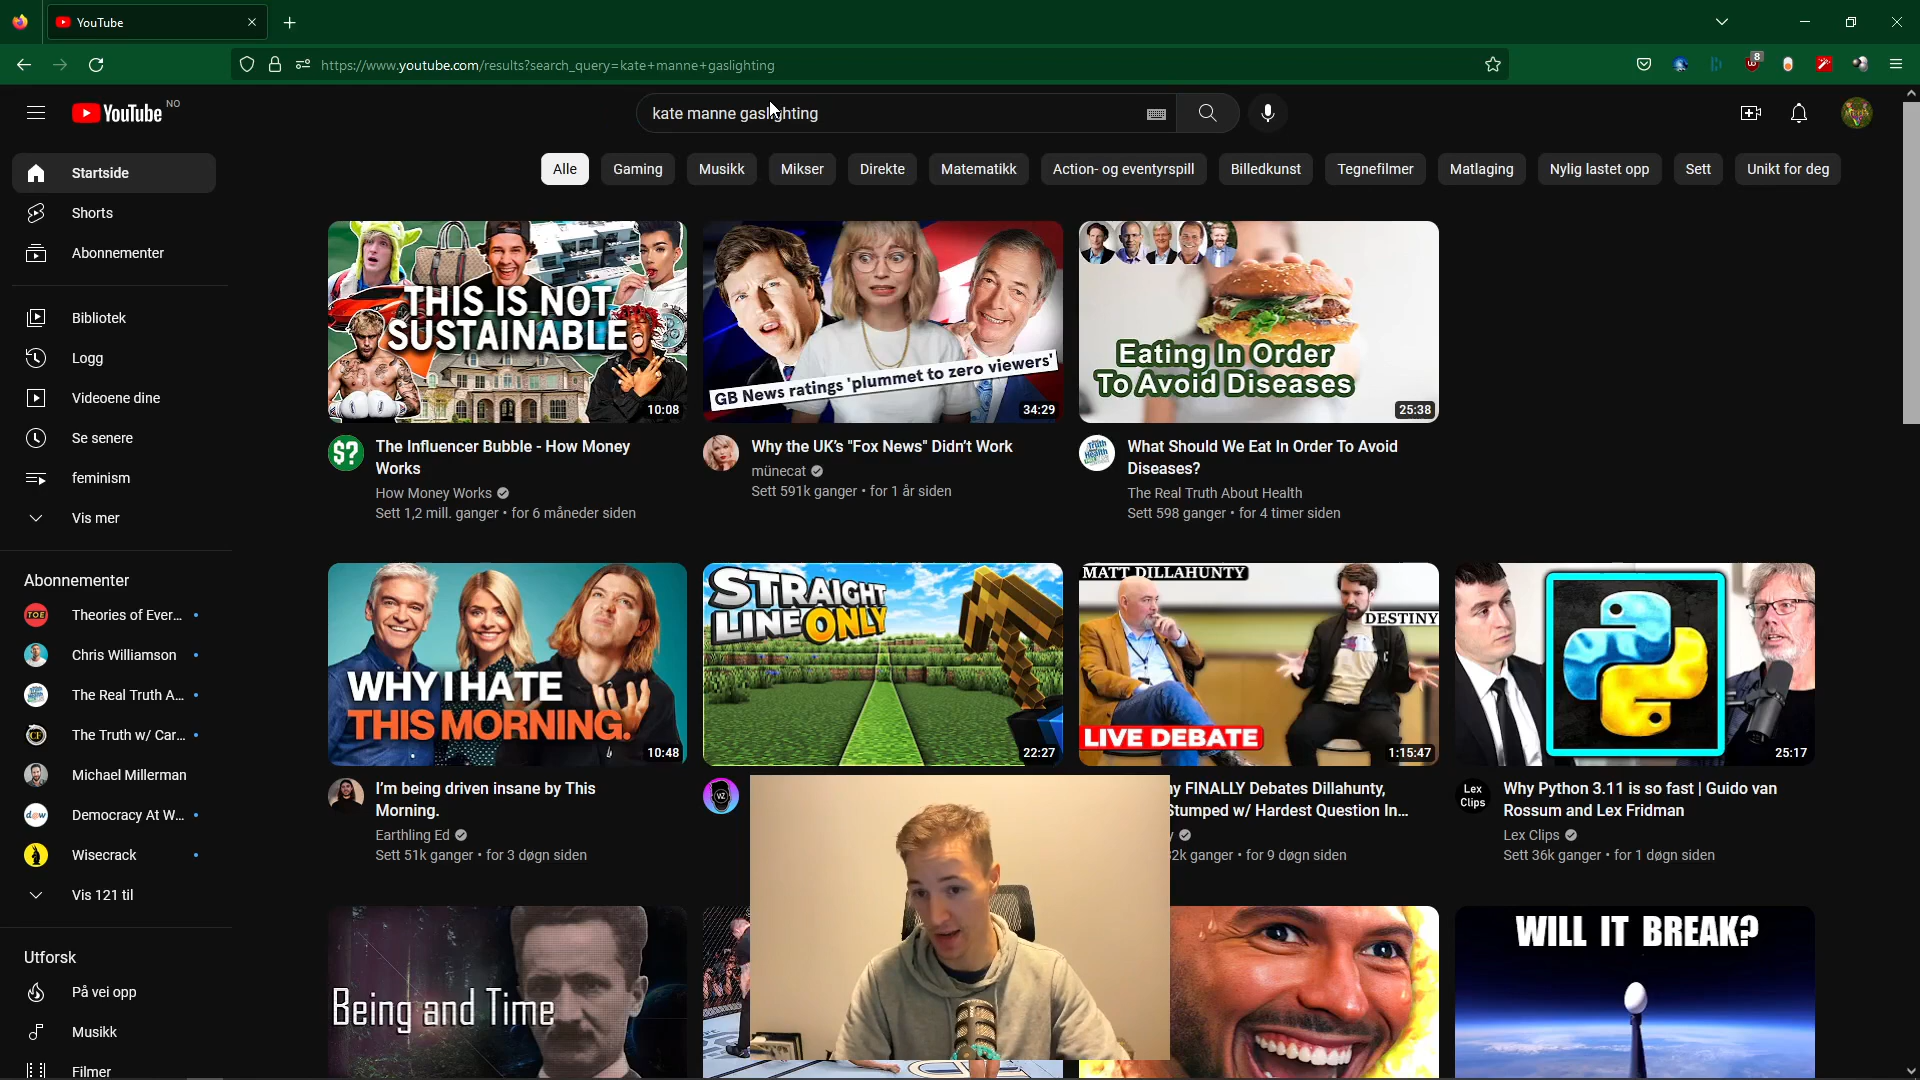 YouTube
https://www.youtube.com/results?search_query=kate+manne+gaslighting
8
YouTube NO
kate manne gaslighting
Alle
Gaming
Musikk
Mikser
Direkte
Matematikk
Action- og eventyrspill
Billedkunst
Tegnefilmer
Matlaging
Nylig lastet opp
Sett
Unikt for deg
Startside
Shorts
Abonnementer
Bibliotek
Logg
Videoene dine
Se senere
feminism
Vis mer
Abonnementer
TOE
Theories of Ever...
Chris Williamson
The Real Truth A...
CF
The Truth w/ Car...
Michael Millerman
d@w
Democracy At W...
Wisecrack
Vis 121 til
Utforsk
På vei opp
Musikk
Filmer
THIS IS NOT
SUSTAINABLE
10:08
$?
The Influencer Bubble - How Money
Works
How Money Works
Sett 1,2 mill. ganger • for 6 måneder siden
GB News ratings 'plummet to zero viewers'
34:29
Why the UK's "Fox News" Didn't Work
münecat
Sett 591k ganger • for 1 år siden
Eating In Order
To Avoid Diseases
25:38
What Should We Eat In Order To Avoid
Diseases?
The Real Truth About Health
Sett 598 ganger • for 4 timer siden
WHY I HATE
THIS MORNING.
10:48
I'm being driven insane by This
Morning.
Earthling Ed
Sett 51k ganger • for 3 døgn siden
STRAIGHT
LINE ONLY
22:27
WZ
MATT DILLAHUNTY
DESTINY
LIVE DEBATE
1:15:47
ny FINALLY Debates Dillahunty,
Stumped w/ Hardest Question In...
y
2k ganger • for 9 døgn siden
25:17
Lex
Clips
Why Python 3.11 is so fast | Guido van
Rossum and Lex Fridman
Lex Clips
Sett 36k ganger • for 1 døgn siden
Being and Time
WILL IT BREAK?